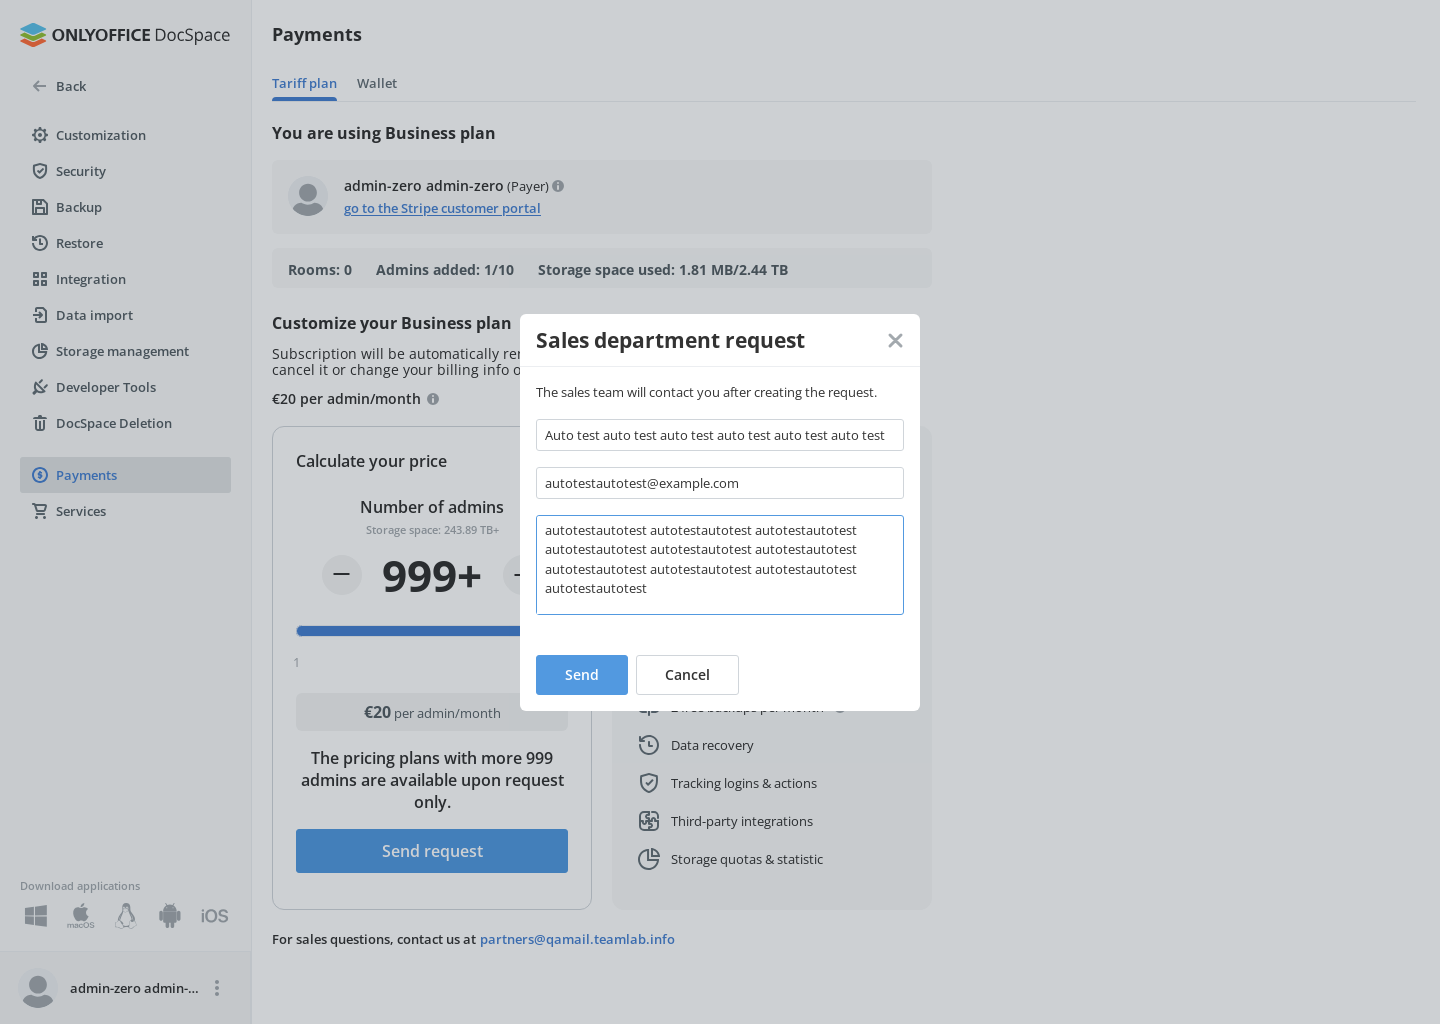 ONLYOFFICE DocSpace
Back
Customization
Security
Backup
Restore
Integration
Data import
Storage management
Developer Tools
DocSpace Deletion
Payments
Services
Download applications
macOS
iOS
admin-zero admin-...
Payments
Tariff plan
Wallet
You are using Business plan
admin-zero admin-zero (Payer)
go to the Stripe customer portal
Rooms: 0 Admins added: 1/10 Storage space used: 1.81 MB/2.44 TB
Customize your Business plan
Subscription will be automatically
cancel it or change your billing info
€20 per admin/month
Calculate your price
Number of admins
Storage space: 243.89 TB+
999+
1
€20 per admin/month
The pricing plans with more 999
admins are available upon request
only.
Send request
Data recovery
Tracking logins & actions
Third-party integrations
Storage quotas & statistic
For sales questions, contact us at partners@qamail.teamlab.info
Sales department request
The sales team will contact you after creating the request.
Auto test auto test auto test auto test auto test auto test
autotestautotest@example.com
autotestautotest autotestautotest autotestautotest
autotestautotest autotestautotest autotestautotest
autotestautotest autotestautotest autotestautotest
autotestautotest
Send
Cancel